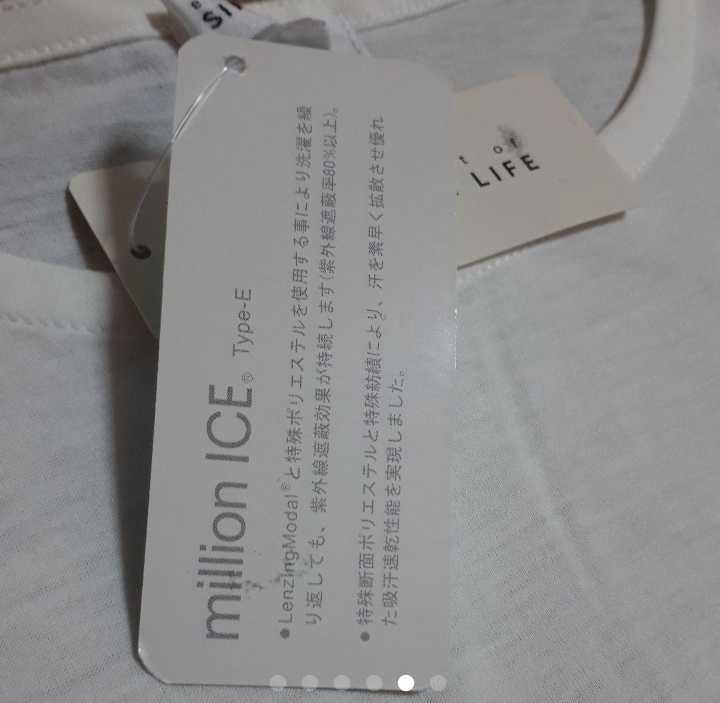 million ICE® Type-E
●LenzingModal®と特殊ポリエステルを使用する事により洗濯を繰
り返しても、紫外線遮蔽効果が持続します(紫外線遮蔽率80%以上)。
●特殊断面ポリエステルと特殊紡績により、汗を素早く拡散させ優れ
た吸汗速乾性能を実現しました。
t of
LIFE
SI